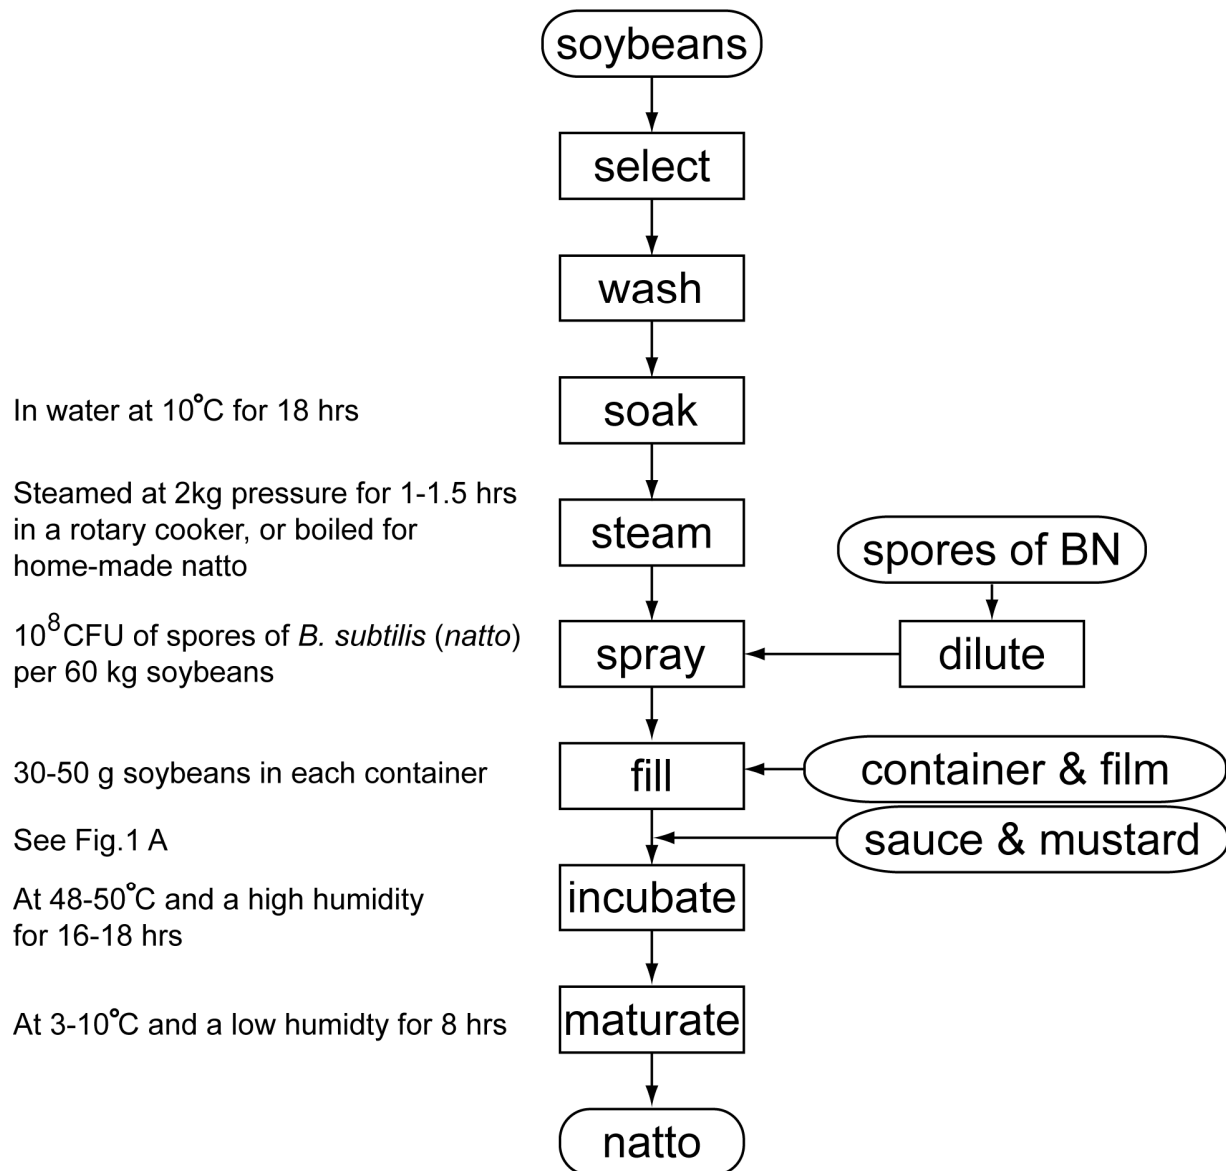 soybeans
select
wash
In water at 10°C for 18 hrs
soak
Steamed at 2kg pressure for 1-1.5 hrs
in a rotary cooker, or boiled for
home-made natto
steam
spores of BN
10⁸CFU of spores of B. subtilis (natto)
per 60 kg soybeans
spray
dilute
30-50 g soybeans in each container
fill
container & film
See Fig.1 A
sauce & mustard
At 48-50°C and a high humidity
for 16-18 hrs
incubate
At 3-10°C and a low humidty for 8 hrs
maturate
natto